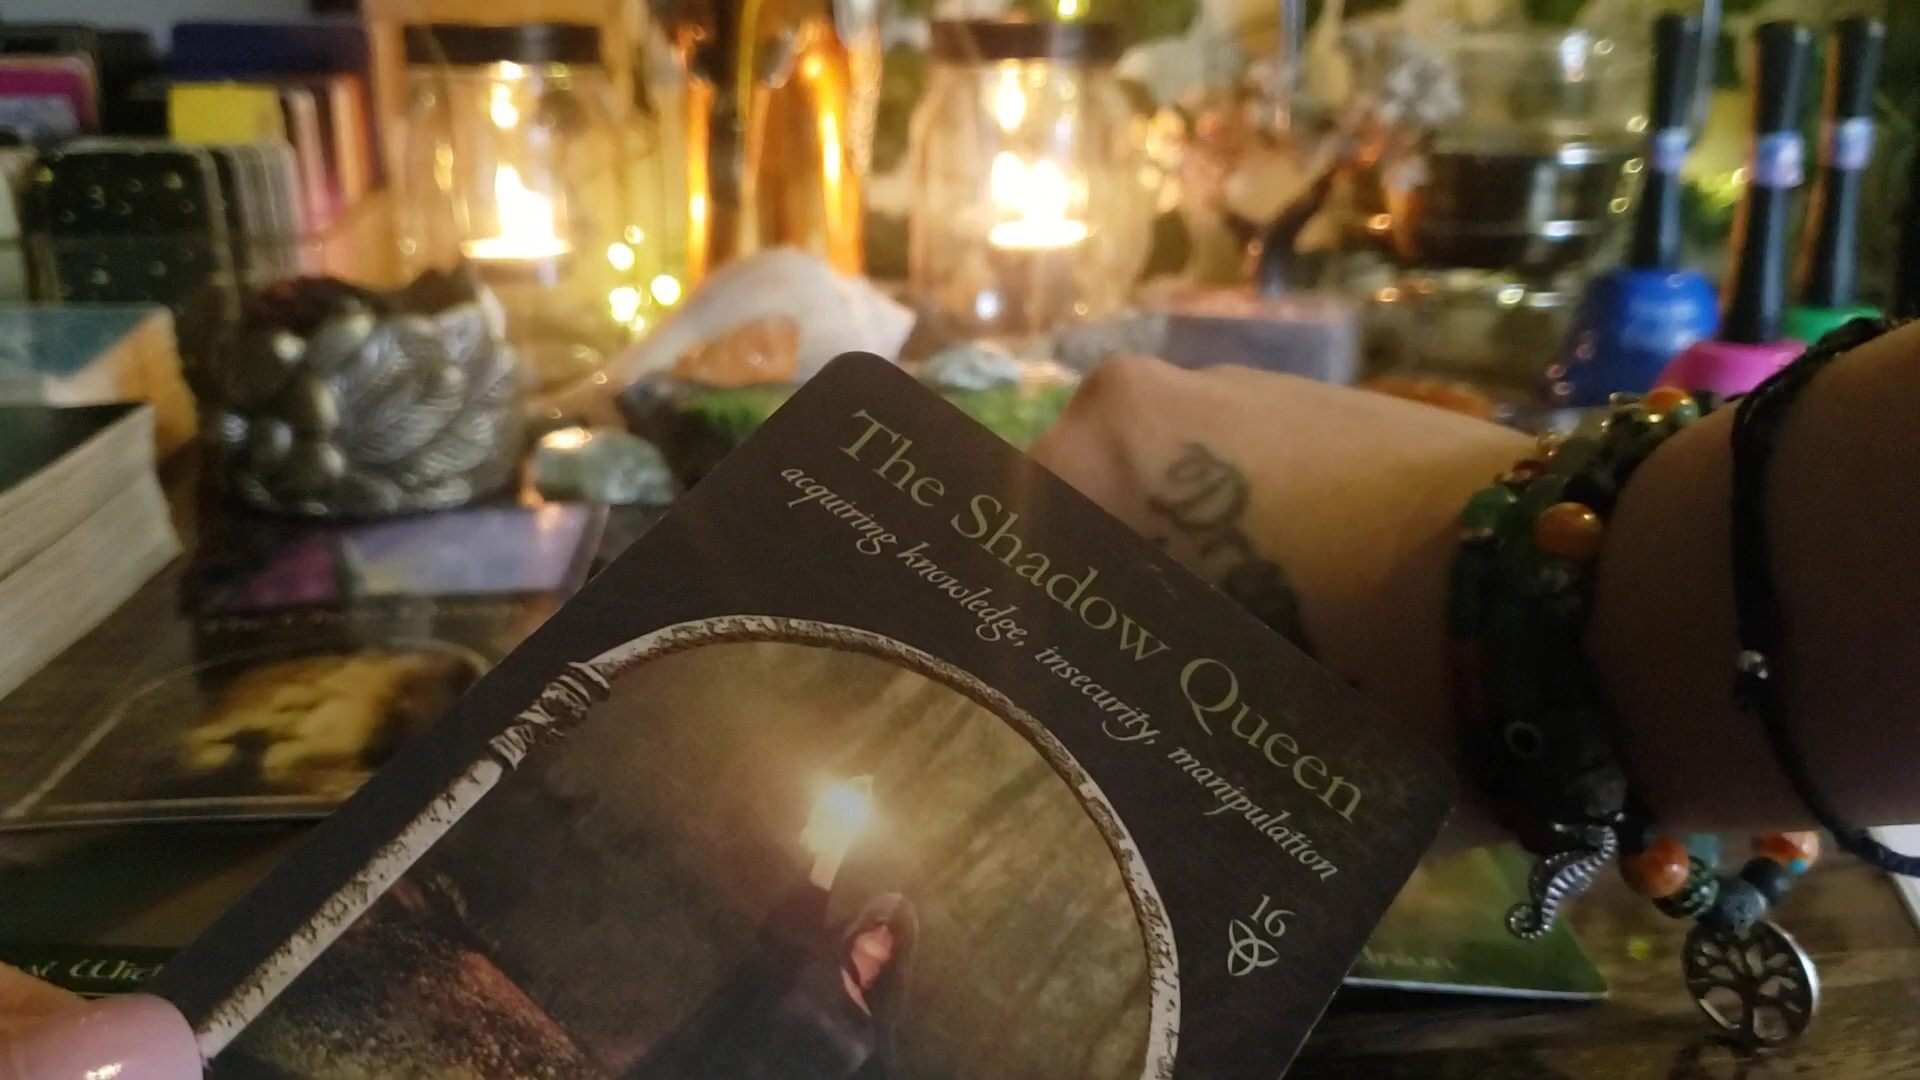 The Shadow Queen
acquiring knowledge, insecurity, manipulation
16